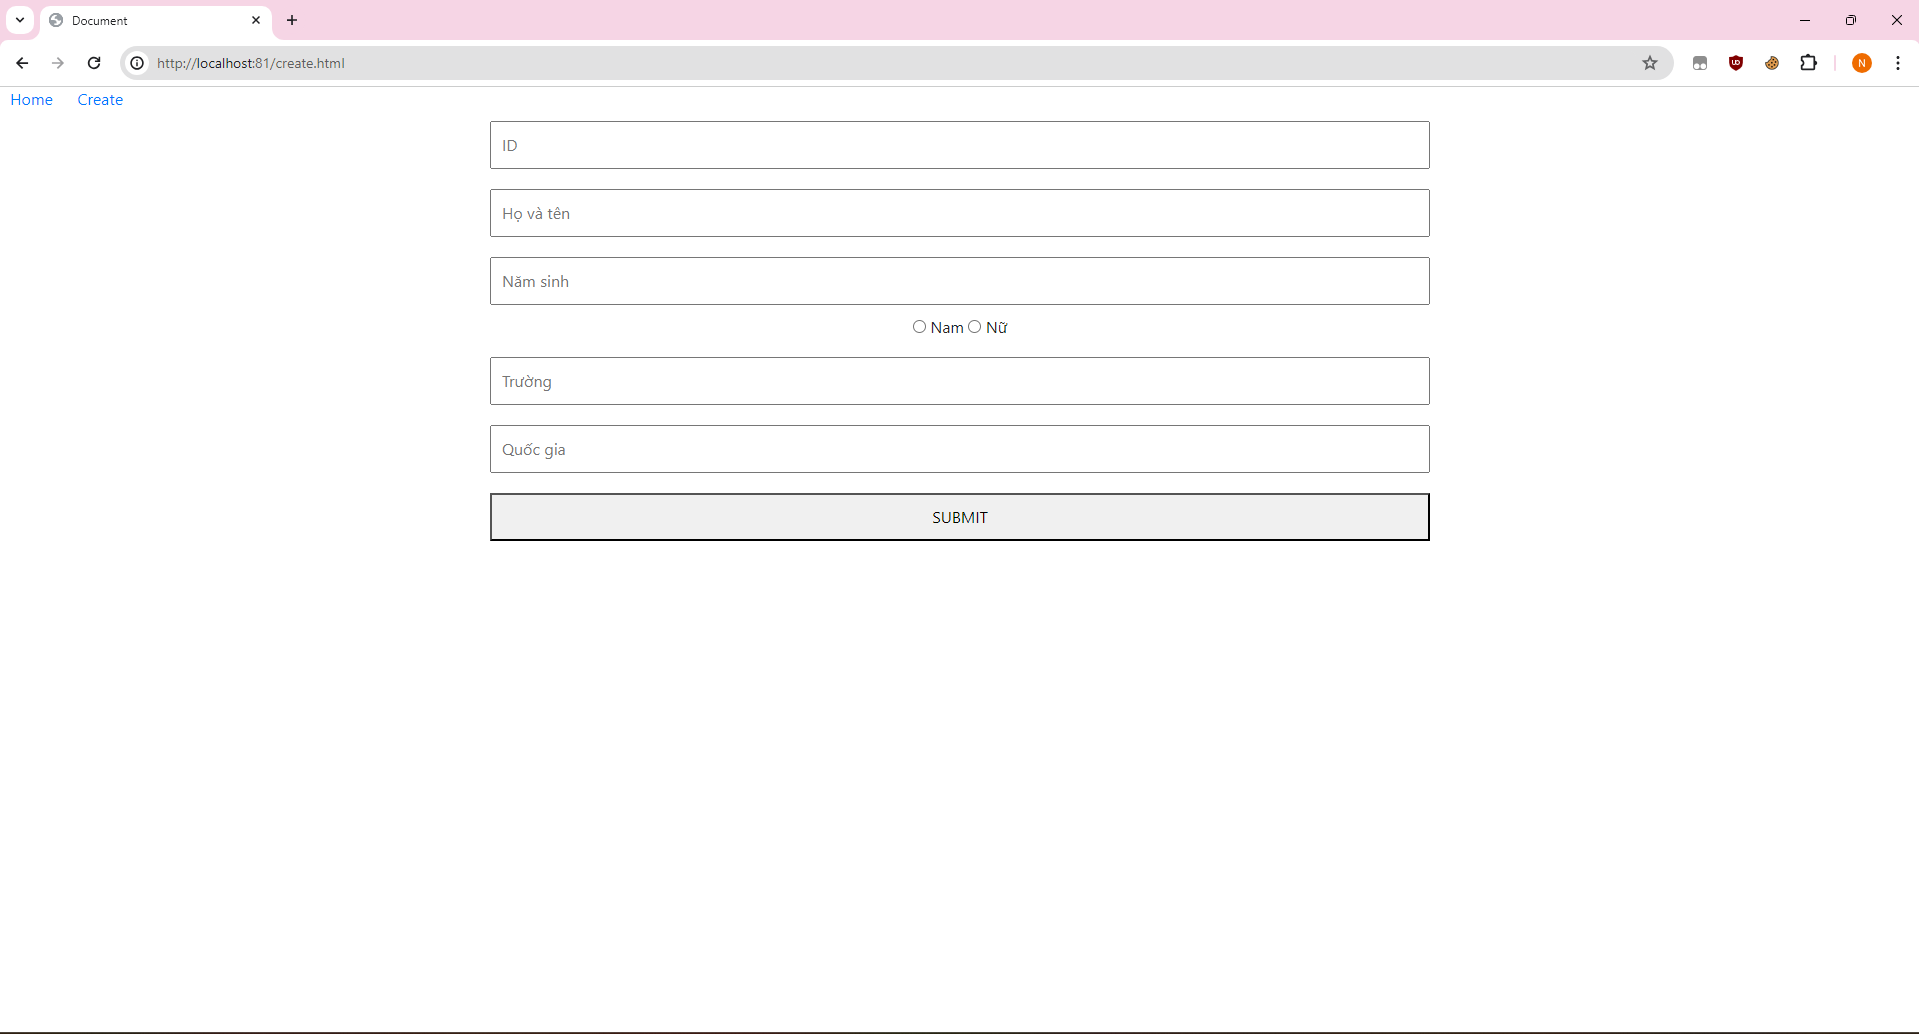 Document
http://localhost:81/create.html
N
Home Create
ID
Họ và tên
Năm sinh
Nam Nữ
Trường
Quốc gia
SUBMIT